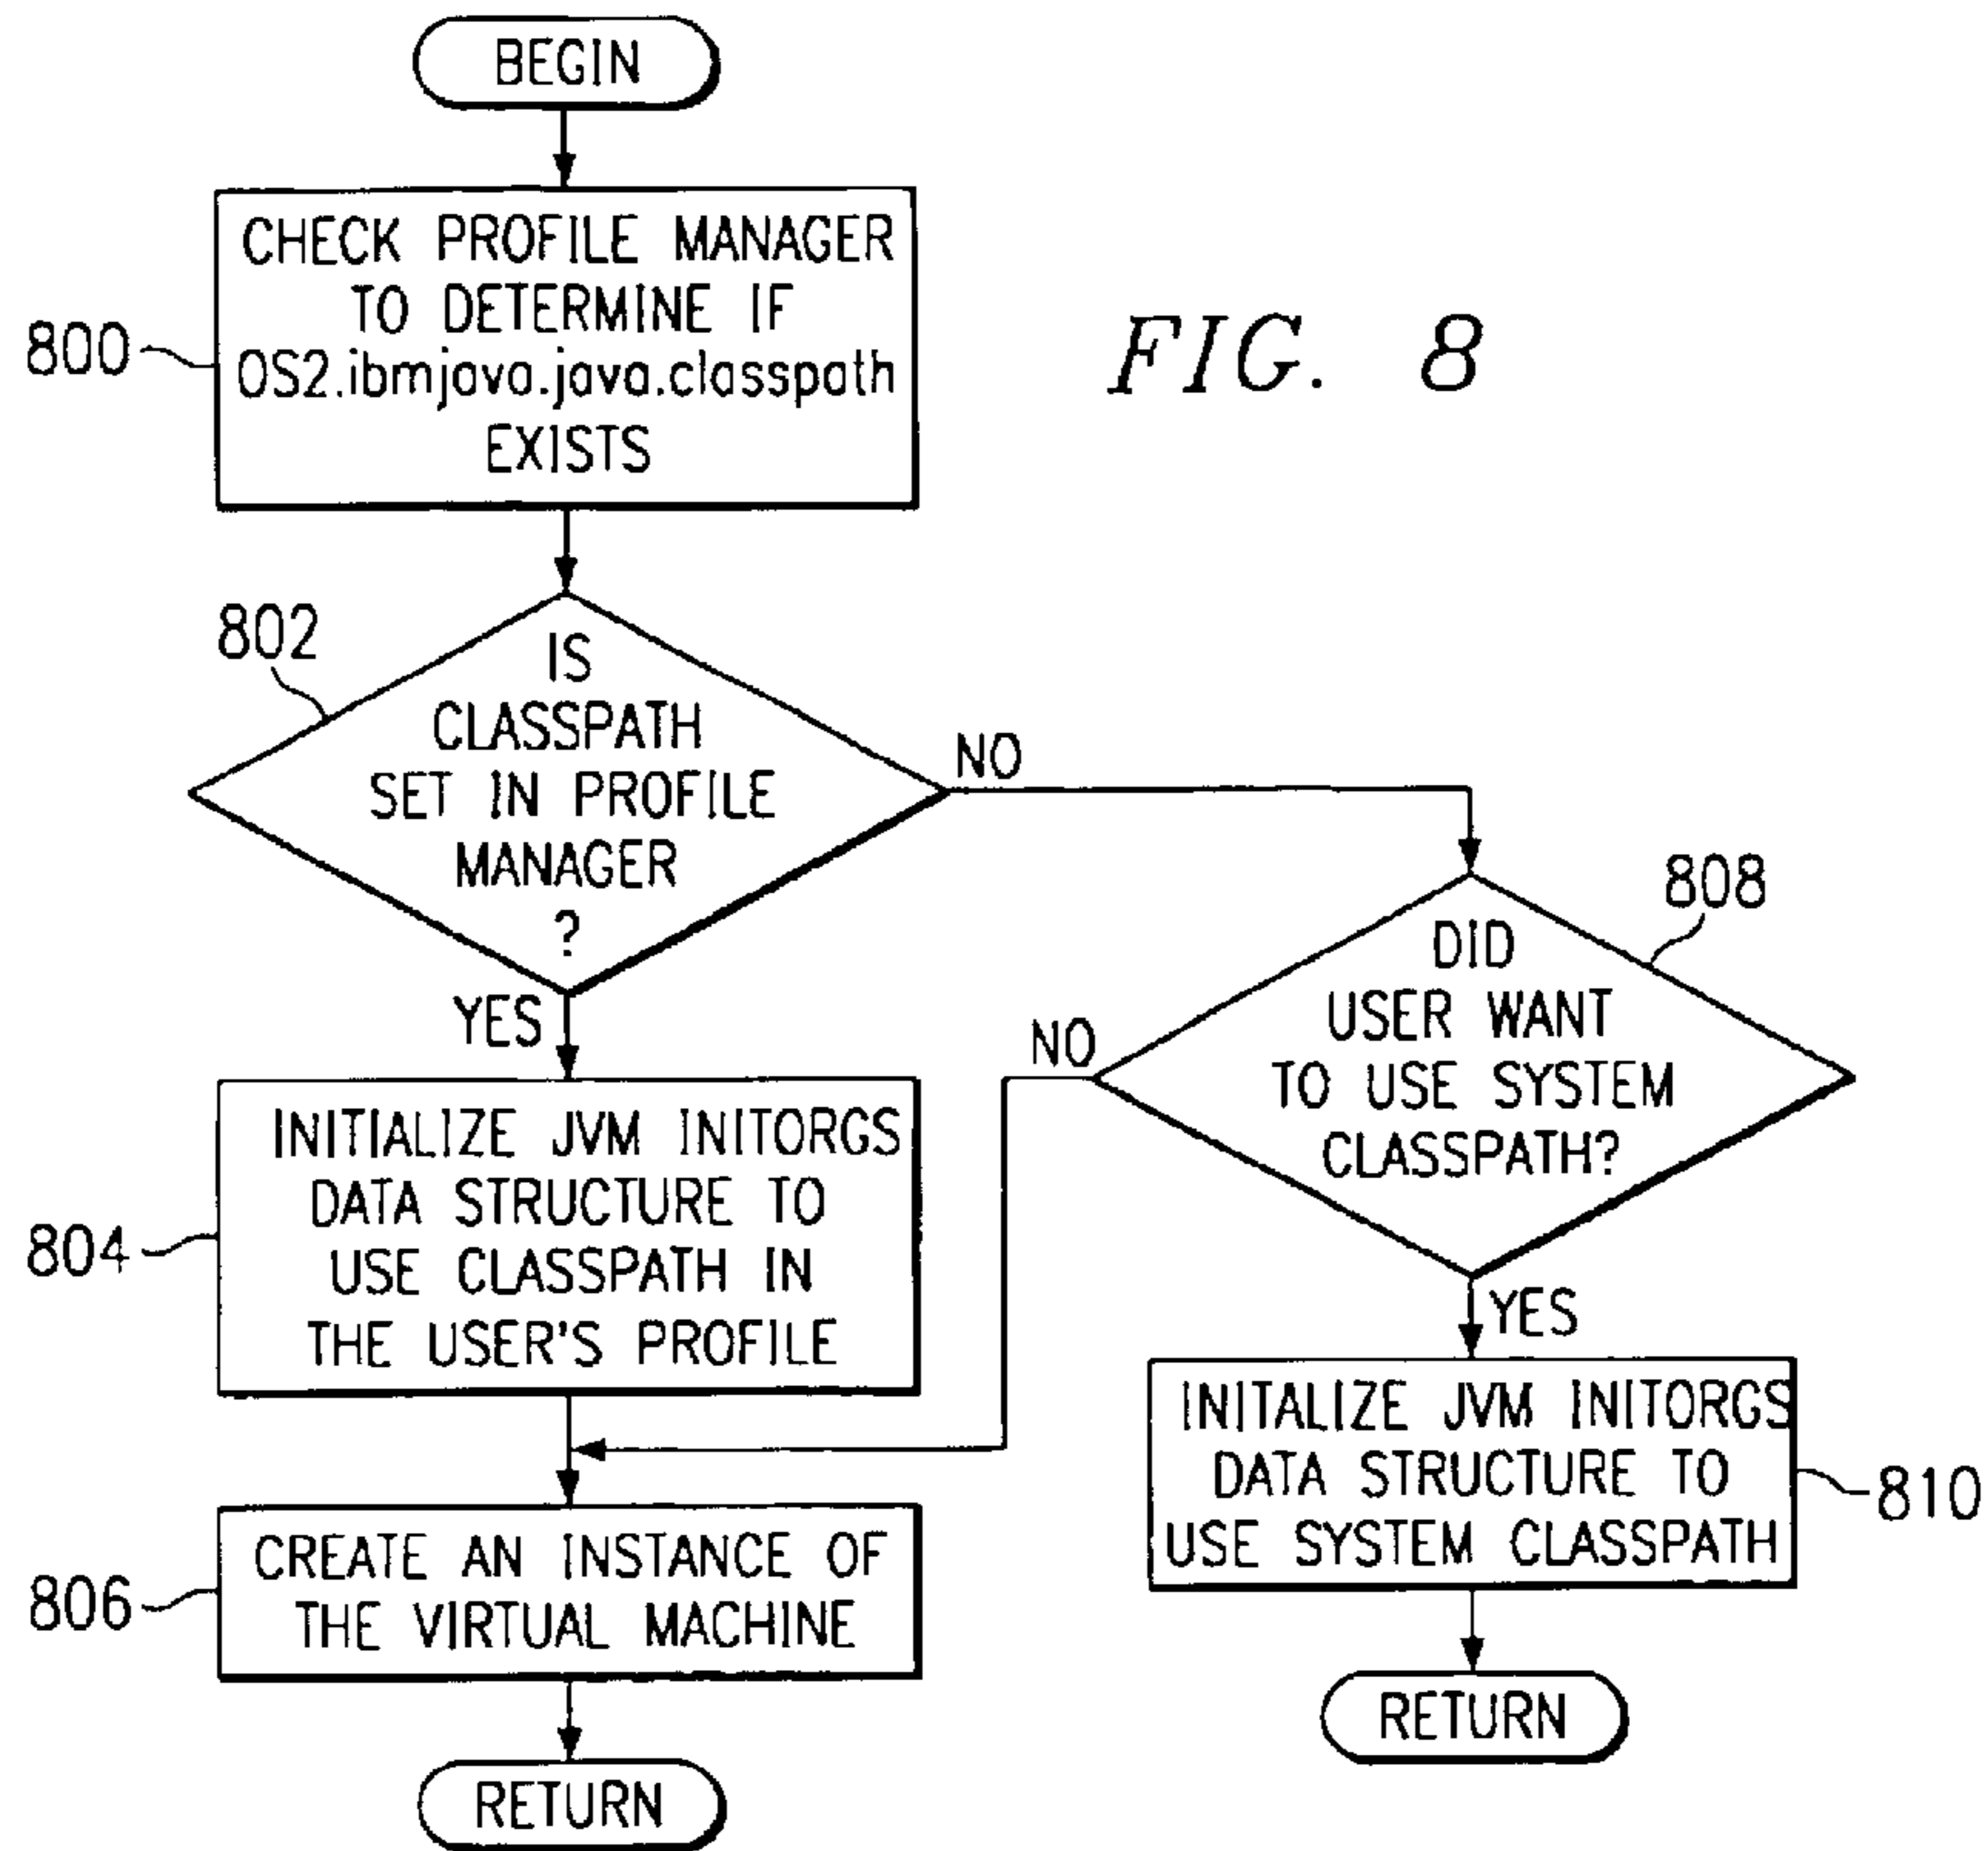 BEGIN
CHECK PROFILE MANAGER
TO DETERMINE IF
OS2.ibmjava.java.classpath
EXISTS
800
FIG. 8
802
IS
CLASSPATH
SET IN PROFILE
MANAGER
?
NO
YES
808
DID
USER WANT
TO USE SYSTEM
CLASSPATH?
NO
YES
INITIALIZE JVM INITORGS
DATA STRUCTURE TO
USE CLASSPATH IN
THE USER'S PROFILE
804
INITALIZE JVM INITORGS
DATA STRUCTURE TO
USE SYSTEM CLASSPATH
810
CREATE AN INSTANCE OF
THE VIRTUAL MACHINE
806
RETURN
RETURN